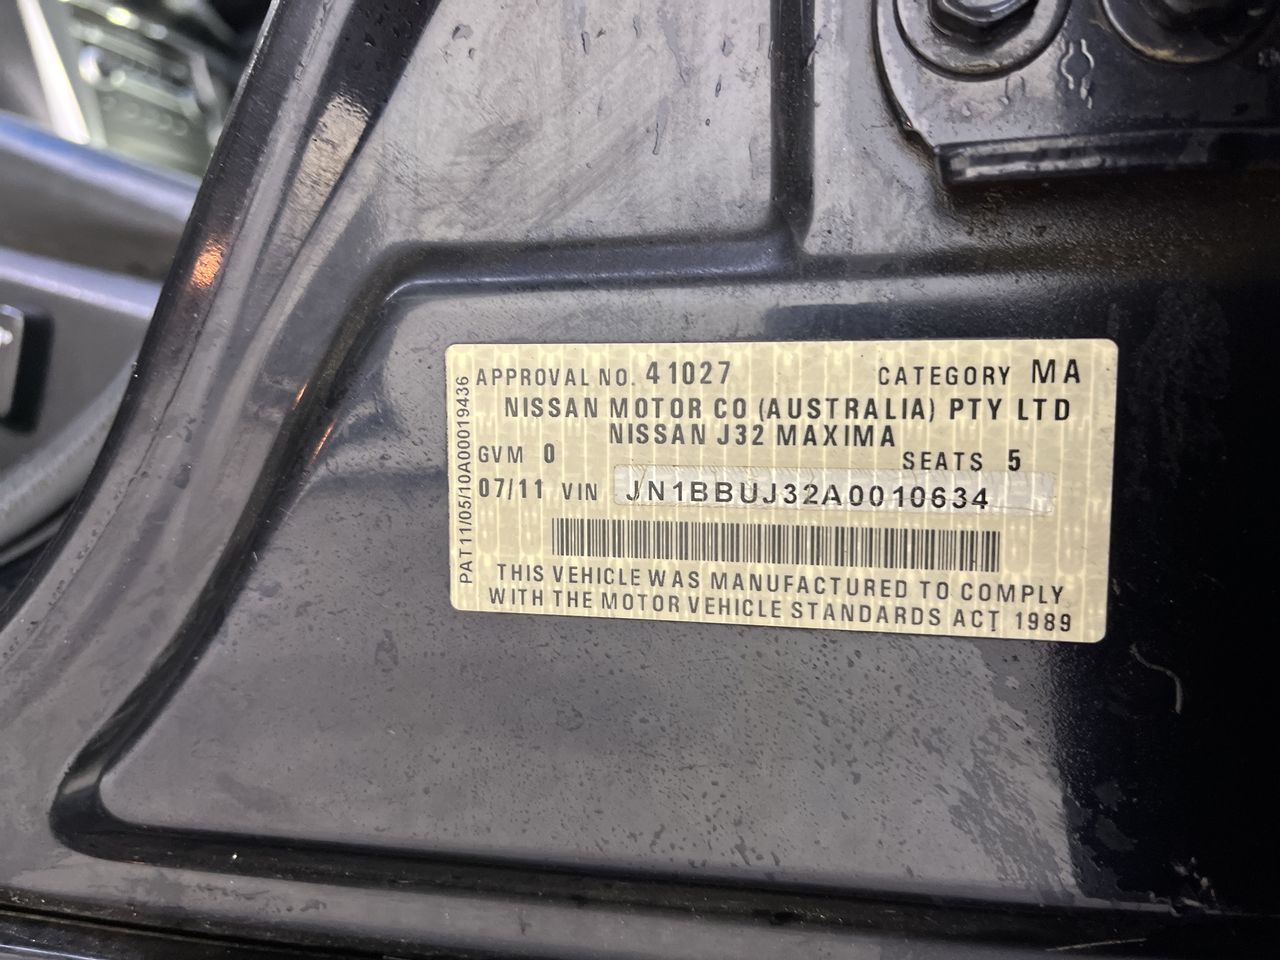 APPROVAL NO. 41027 CATEGORY MA
NISSAN MOTOR CO (AUSTRALIA) PTY LTD
NISSAN J32 MAXIMA
GVM 0 SEATS 5
07/11 VIN JN1BBUJ32A0010634
THIS VEHICLE WAS MANUFACTURED TO COMPLY
WITH THE MOTOR VEHICLE STANDARDS ACT 1989
PAT11/05/10A00019436